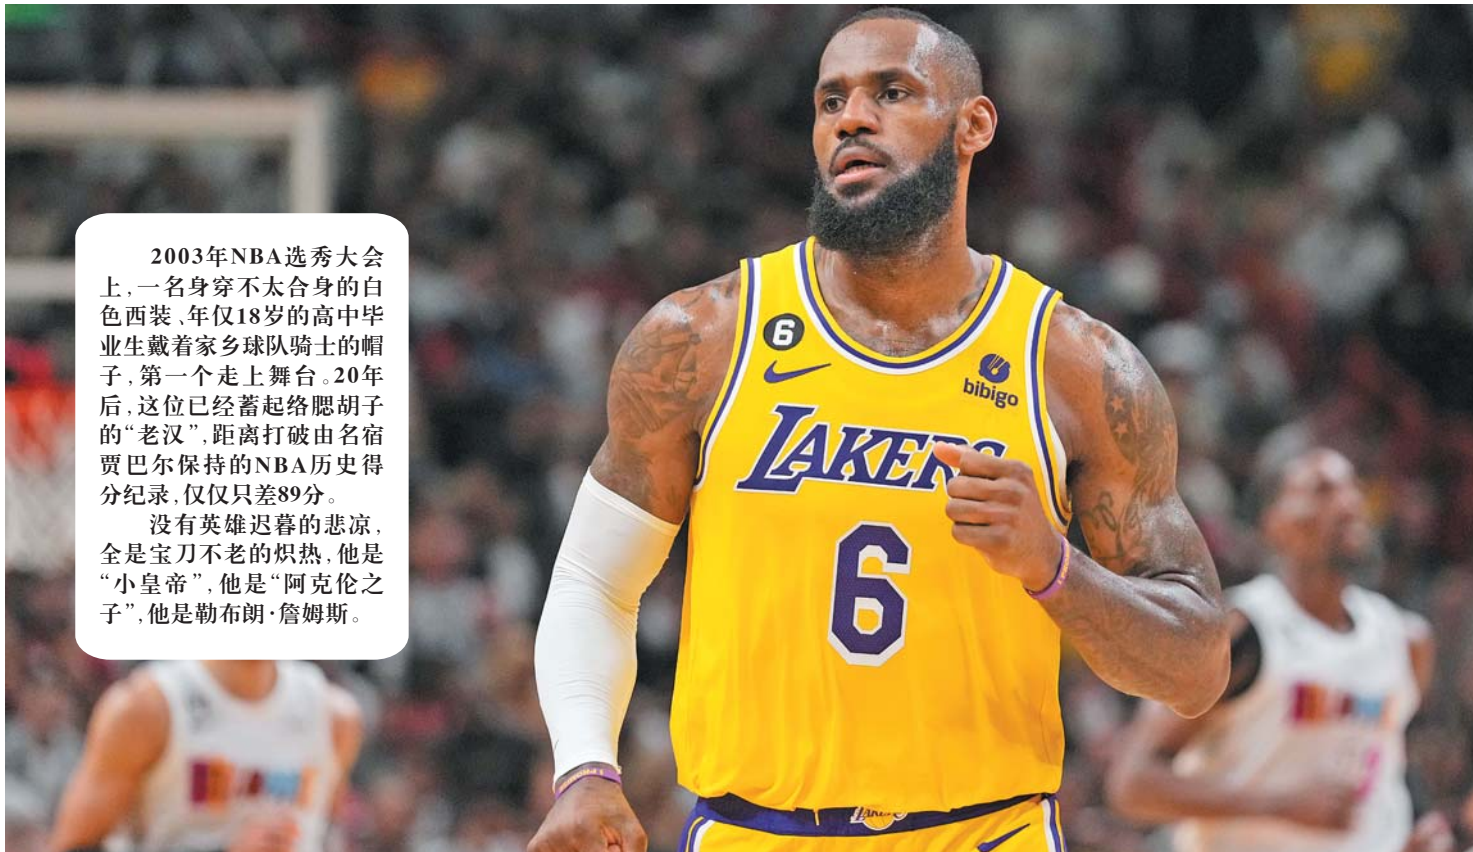 2003年NBA选秀大会
上,一名身穿不太合身的白
色西装、年仅18岁的高中毕
业生戴着家乡球队骑士的帽
子,第一个走上舞台。20年
后,这位已经蓄起络腮胡子
的“老汉”,距离打破由名宿
贾巴尔保持的NBA历史得
分纪录,仅仅只差89分。
没有英雄迟暮的悲凉,
全是宝刀不老的炽热,他是
“小皇帝”,他是“阿克伦之
子”,他是勒布朗·詹姆斯。
6
bibigo
LAKERS
6
LAKERS